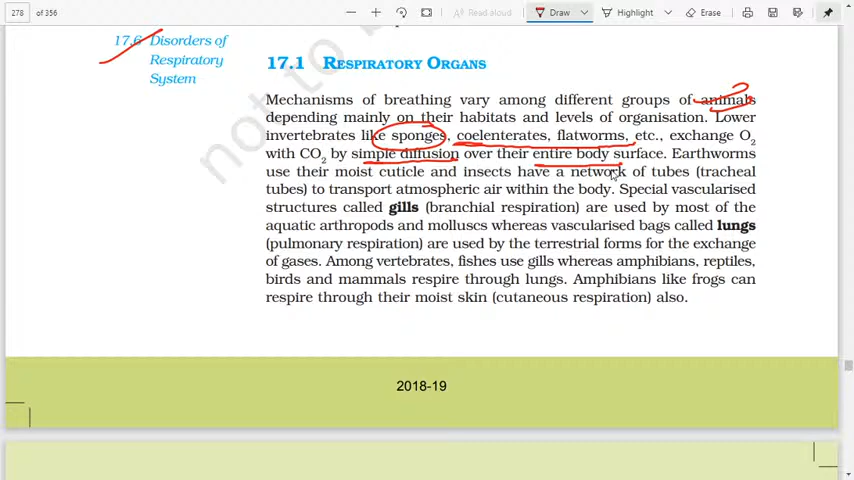 278 of 356 Read aloud Draw Highlight Erase
17.6 Disorders of
Respiratory
System
17.1 RESPIRATORY ORGANS
Mechanisms of breathing vary among different groups of animals
depending mainly on their habitats and levels of organisation. Lower
invertebrates like sponges, coelenterates, flatworms, etc., exchange O2
with CO2 by simple diffusion over their entire body surface. Earthworms
use their moist cuticle and insects have a network of tubes (tracheal
tubes) to transport atmospheric air within the body. Special vascularised
structures called gills (branchial respiration) are used by most of the
aquatic arthropods and molluscs whereas vascularised bags called lungs
(pulmonary respiration) are used by the terrestrial forms for the exchange
of gases. Among vertebrates, fishes use gills whereas amphibians, reptiles,
birds and mammals respire through lungs. Amphibians like frogs can
respire through their moist skin (cutaneous respiration) also.
not to b
2018-19